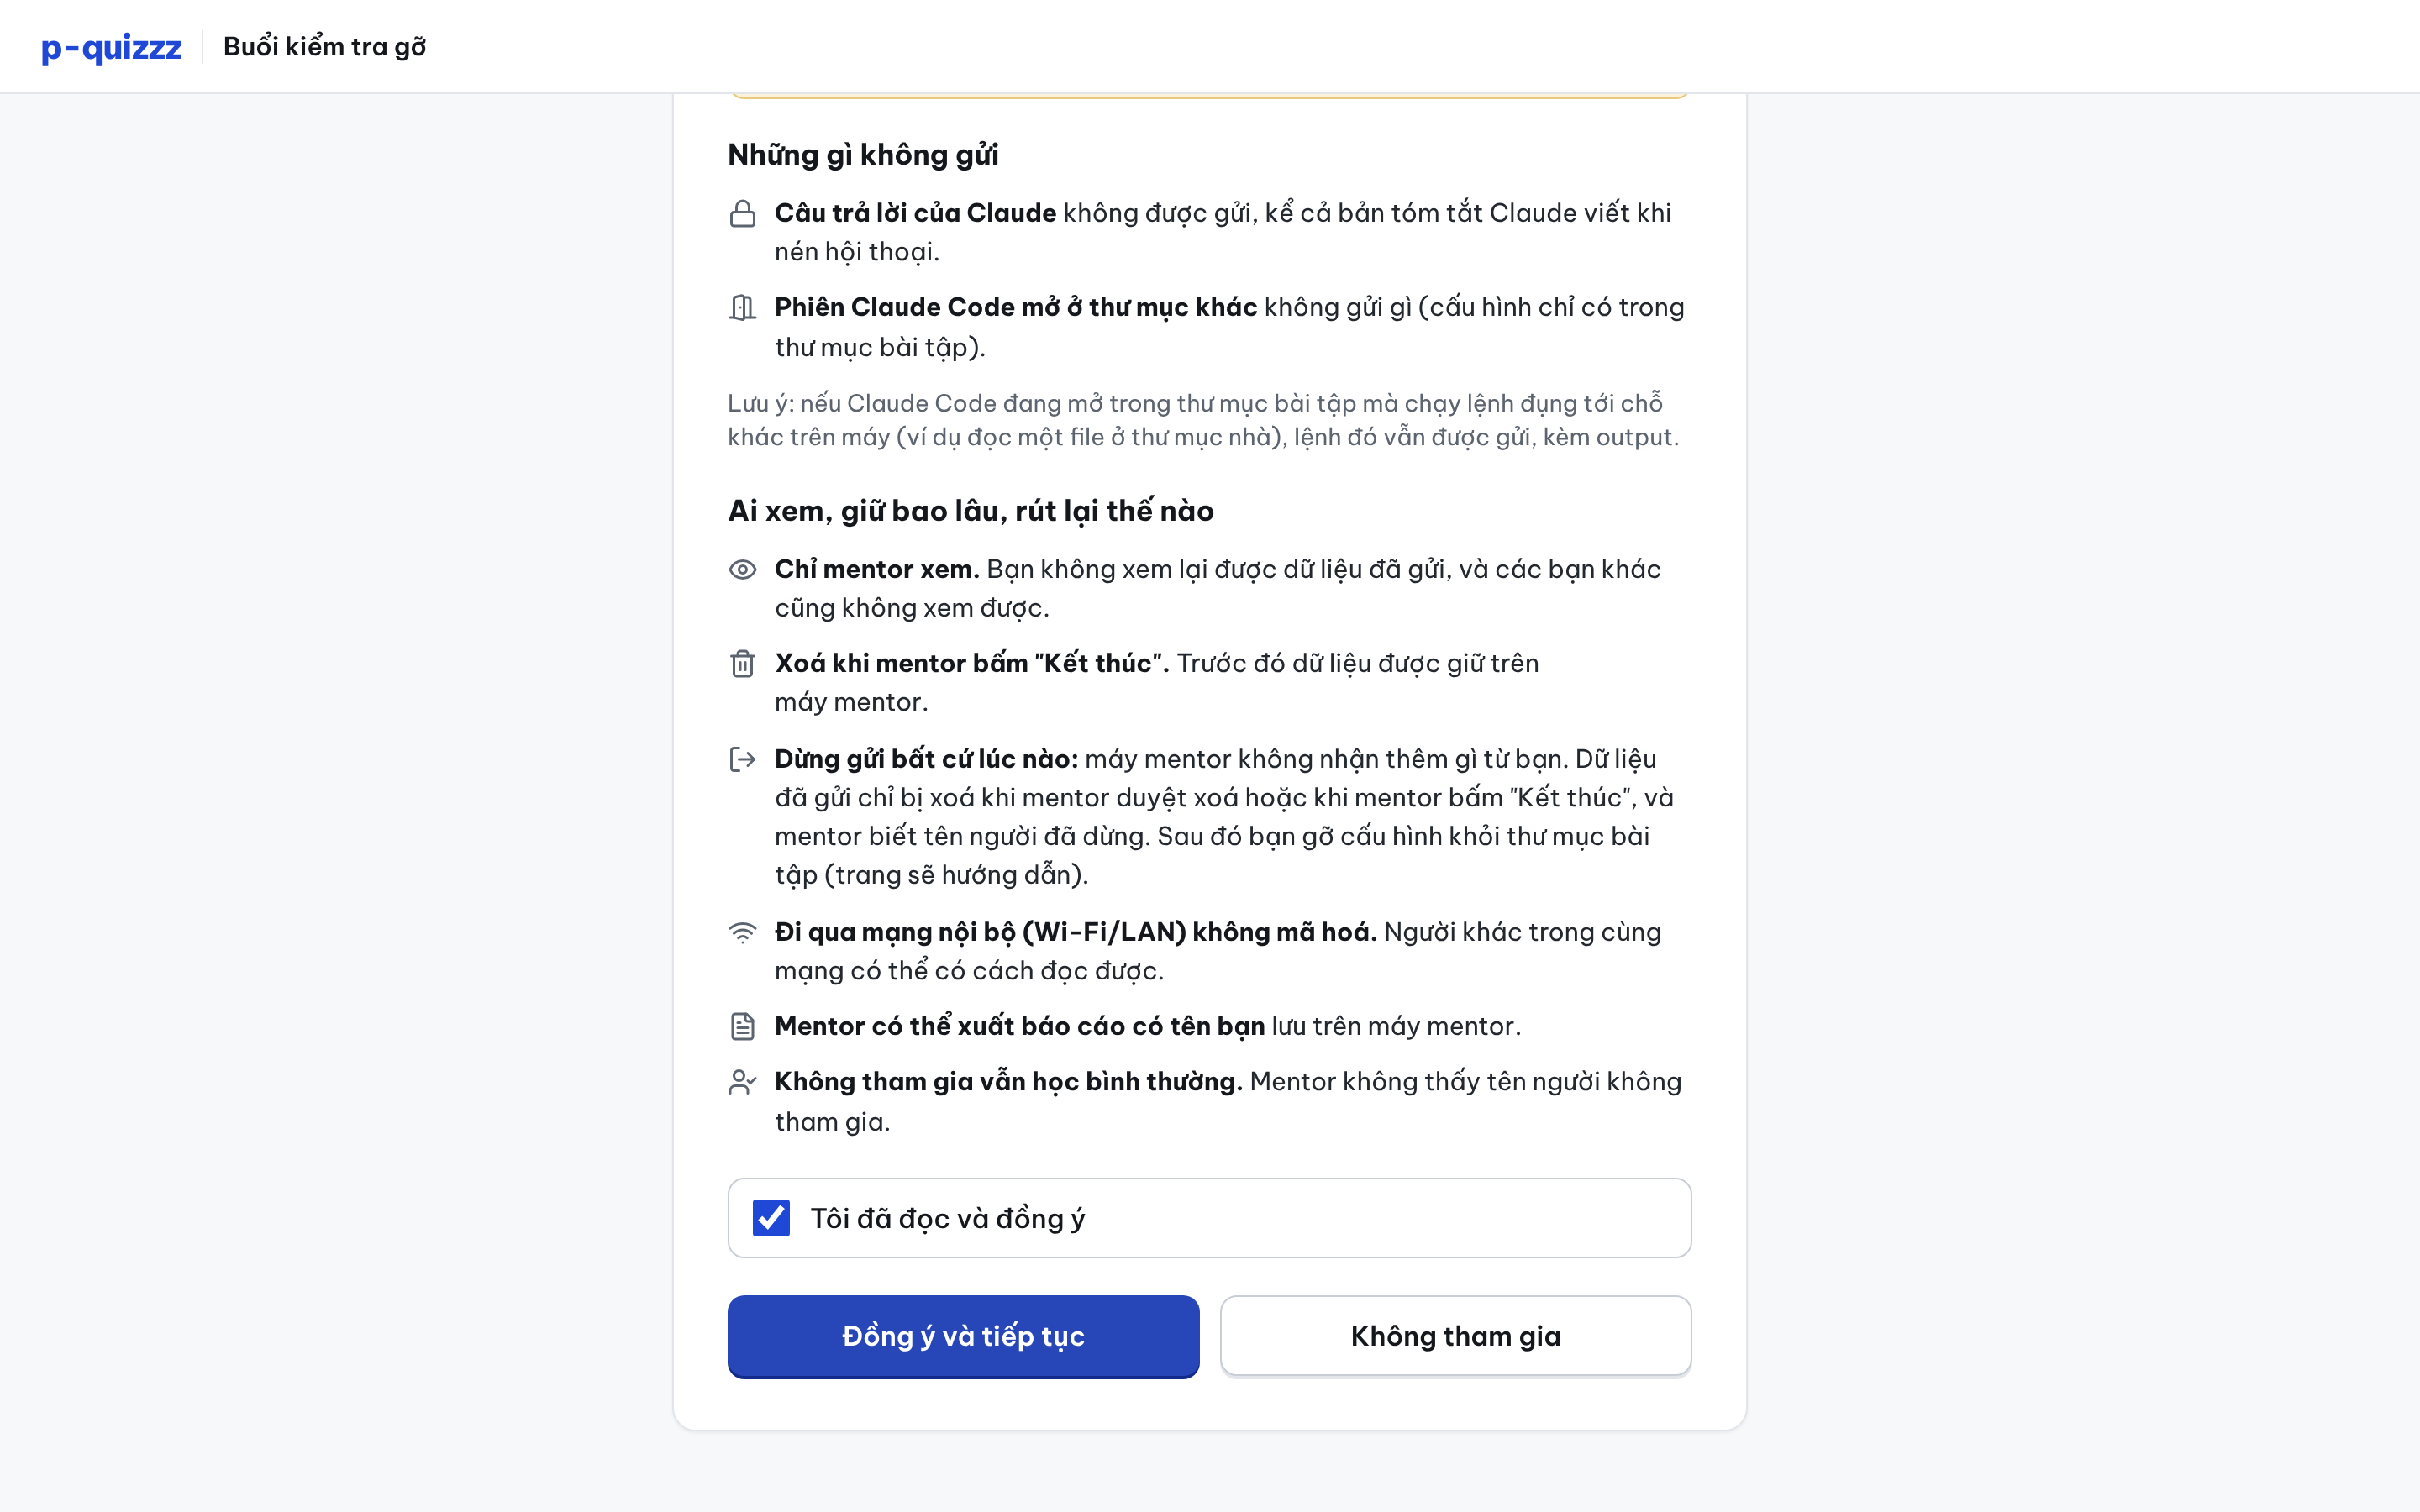 p-quizzz
Buổi kiểm tra gỡ
Những gì không gửi
Câu trả lời của Claude không được gửi, kể cả bản tóm tắt Claude viết khi
nén hội thoại.
Phiên Claude Code mở ở thư mục khác không gửi gì (cấu hình chỉ có trong
thư mục bài tập).
Lưu ý: nếu Claude Code đang mở trong thư mục bài tập mà chạy lệnh đụng tới chỗ
khác trên máy (ví dụ đọc một file ở thư mục nhà), lệnh đó vẫn được gửi, kèm output.
Ai xem, giữ bao lâu, rút lại thế nào
Chỉ mentor xem. Bạn không xem lại được dữ liệu đã gửi, và các bạn khác
cũng không xem được.
Xoá khi mentor bấm "Kết thúc". Trước đó dữ liệu được giữ trên
máy mentor.
Dừng gửi bất cứ lúc nào: máy mentor không nhận thêm gì từ bạn. Dữ liệu
đã gửi chỉ bị xoá khi mentor duyệt xoá hoặc khi mentor bấm "Kết thúc", và
mentor biết tên người đã dừng. Sau đó bạn gỡ cấu hình khỏi thư mục bài
tập (trang sẽ hướng dẫn).
Đi qua mạng nội bộ (Wi-Fi/LAN) không mã hoá. Người khác trong cùng
mạng có thể có cách đọc được.
Mentor có thể xuất báo cáo có tên bạn lưu trên máy mentor.
Không tham gia vẫn học bình thường. Mentor không thấy tên người không
tham gia.
Tôi đã đọc và đồng ý
Đồng ý và tiếp tục
Không tham gia